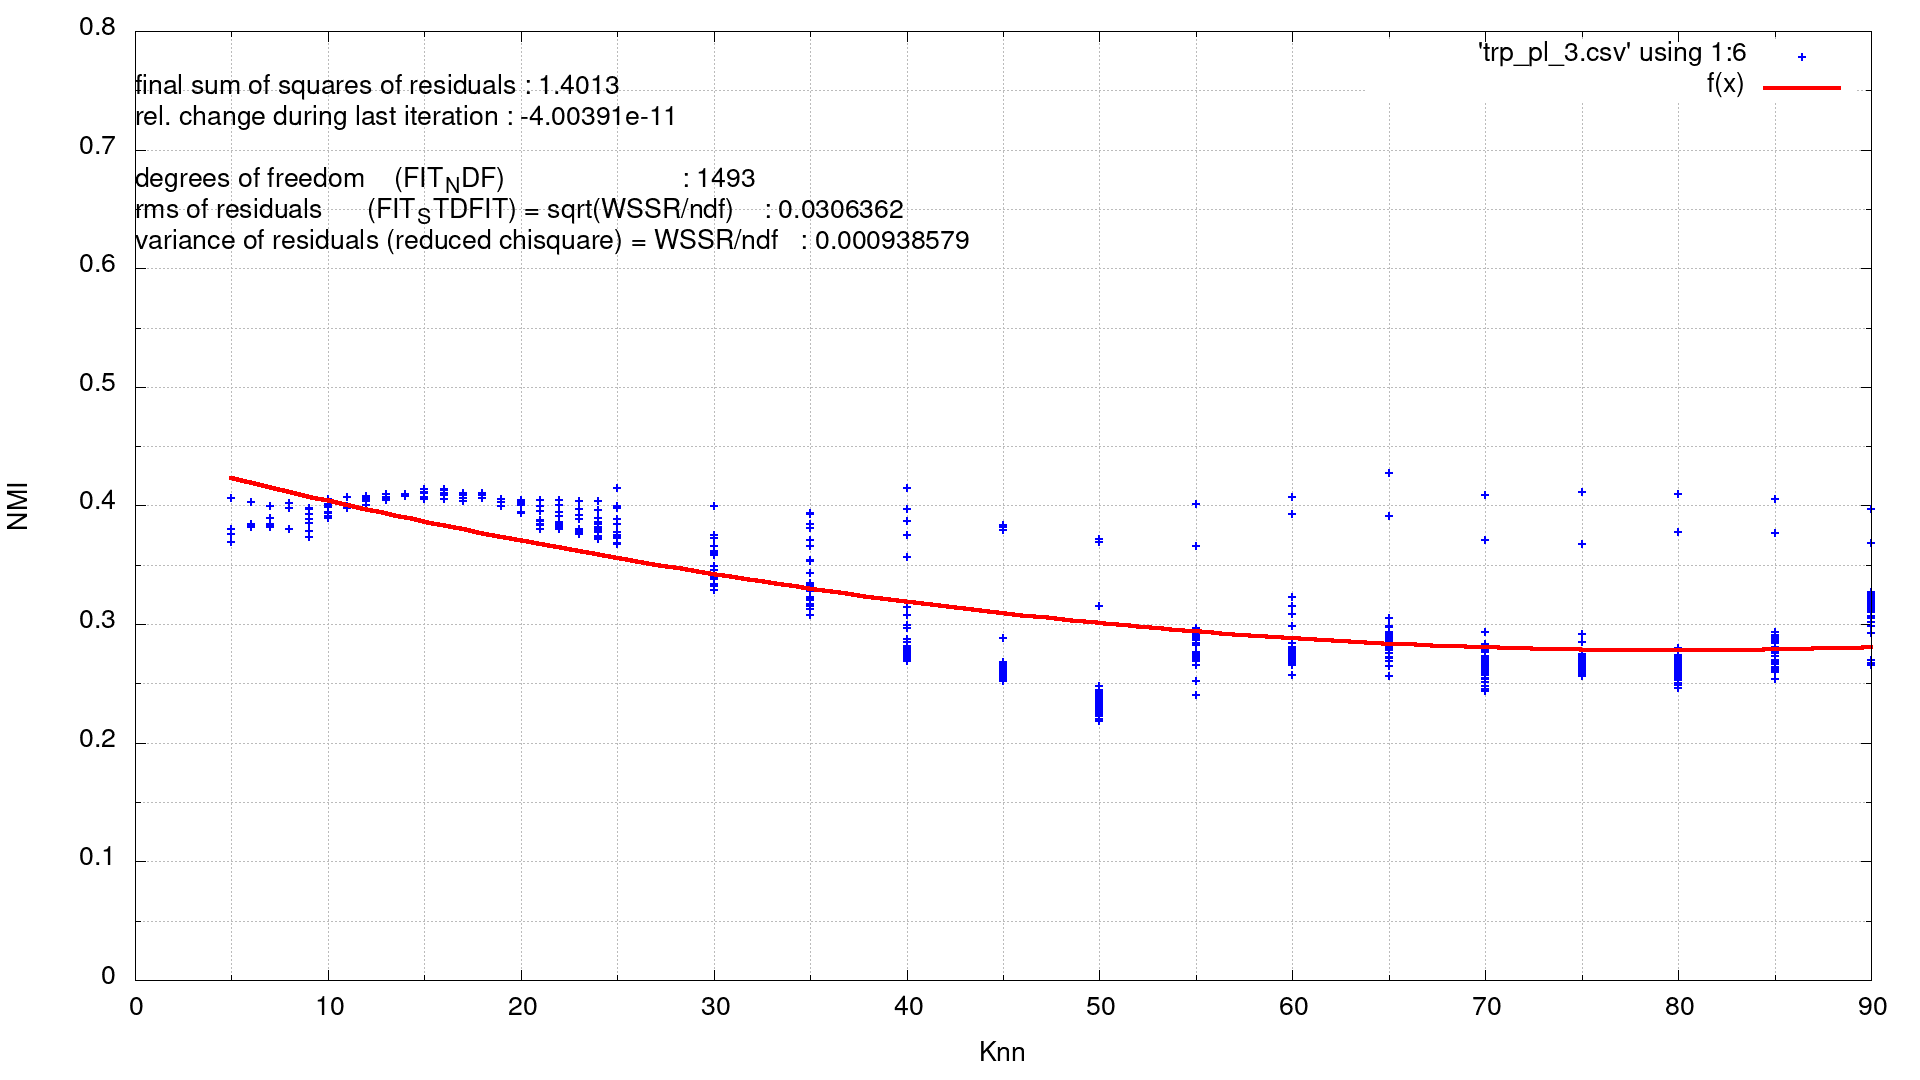 'trp_pl_3.csv' using 1:6
f(x)
final sum of squares of residuals : 1.4013
rel. change during last iteration : -4.00391e-11
degrees of freedom    (FIT_NDF)                        : 1493
rms of residuals      (FIT_STDFIT) = sqrt(WSSR/ndf)    : 0.0306362
variance of residuals (reduced chisquare) = WSSR/ndf   : 0.000938579
0.8
0.7
0.6
0.5
0.4
0.3
0.2
0.1
0
NMI
0 10 20 30 40 50 60 70 80 90
Knn